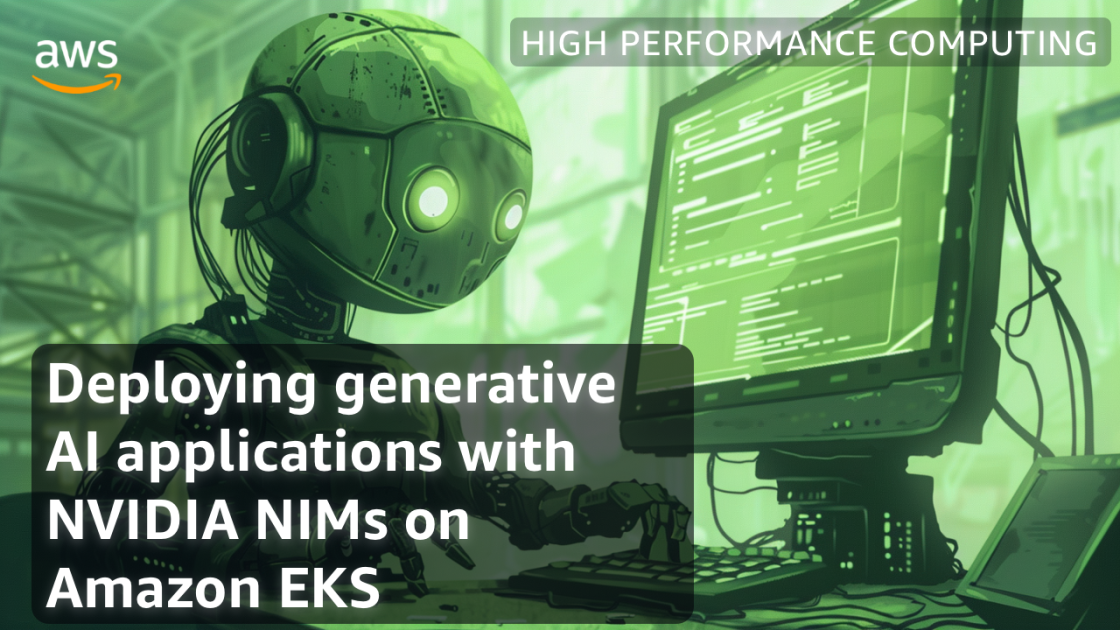 aws
HIGH PERFORMANCE COMPUTING
Deploying generative
AI applications with
NVIDIA NIMs on
Amazon EKS